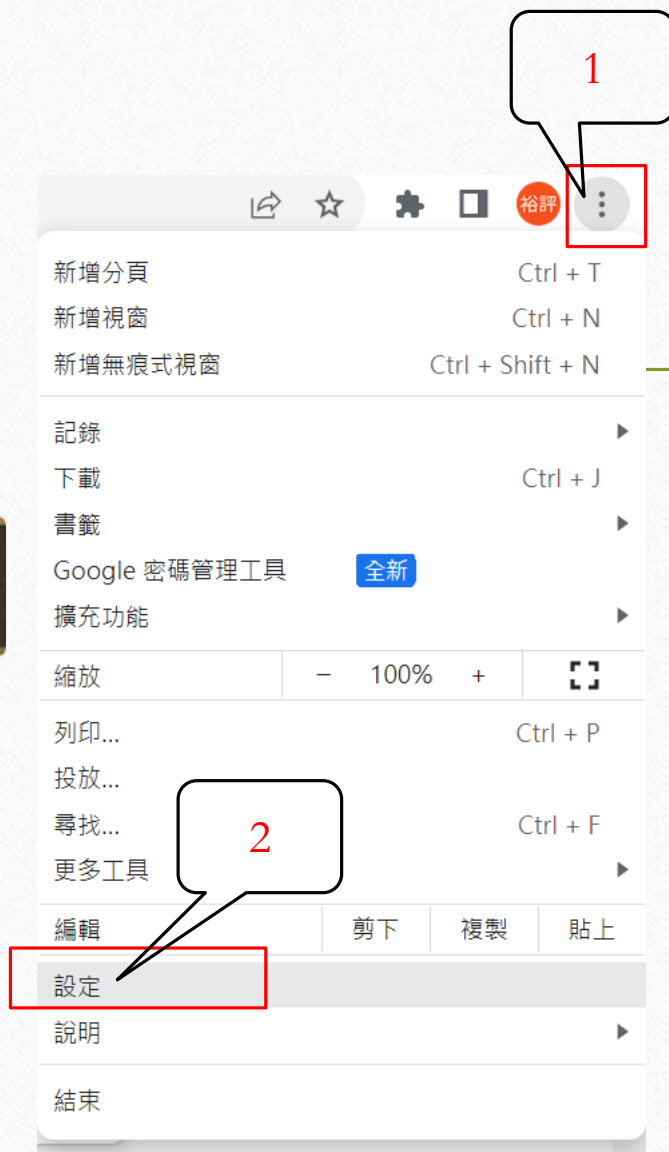 1
裕評
新增分頁 Ctrl + T
新增視窗 Ctrl + N
新增無痕式視窗 Ctrl + Shift + N
記錄
下載 Ctrl + J
書籤
Google 密碼管理工具 全新
擴充功能
縮放 − 100% +
列印...  Ctrl + P
投放...
尋找... Ctrl + F
2
更多工具
編輯 剪下 複製 貼上
設定
說明
結束